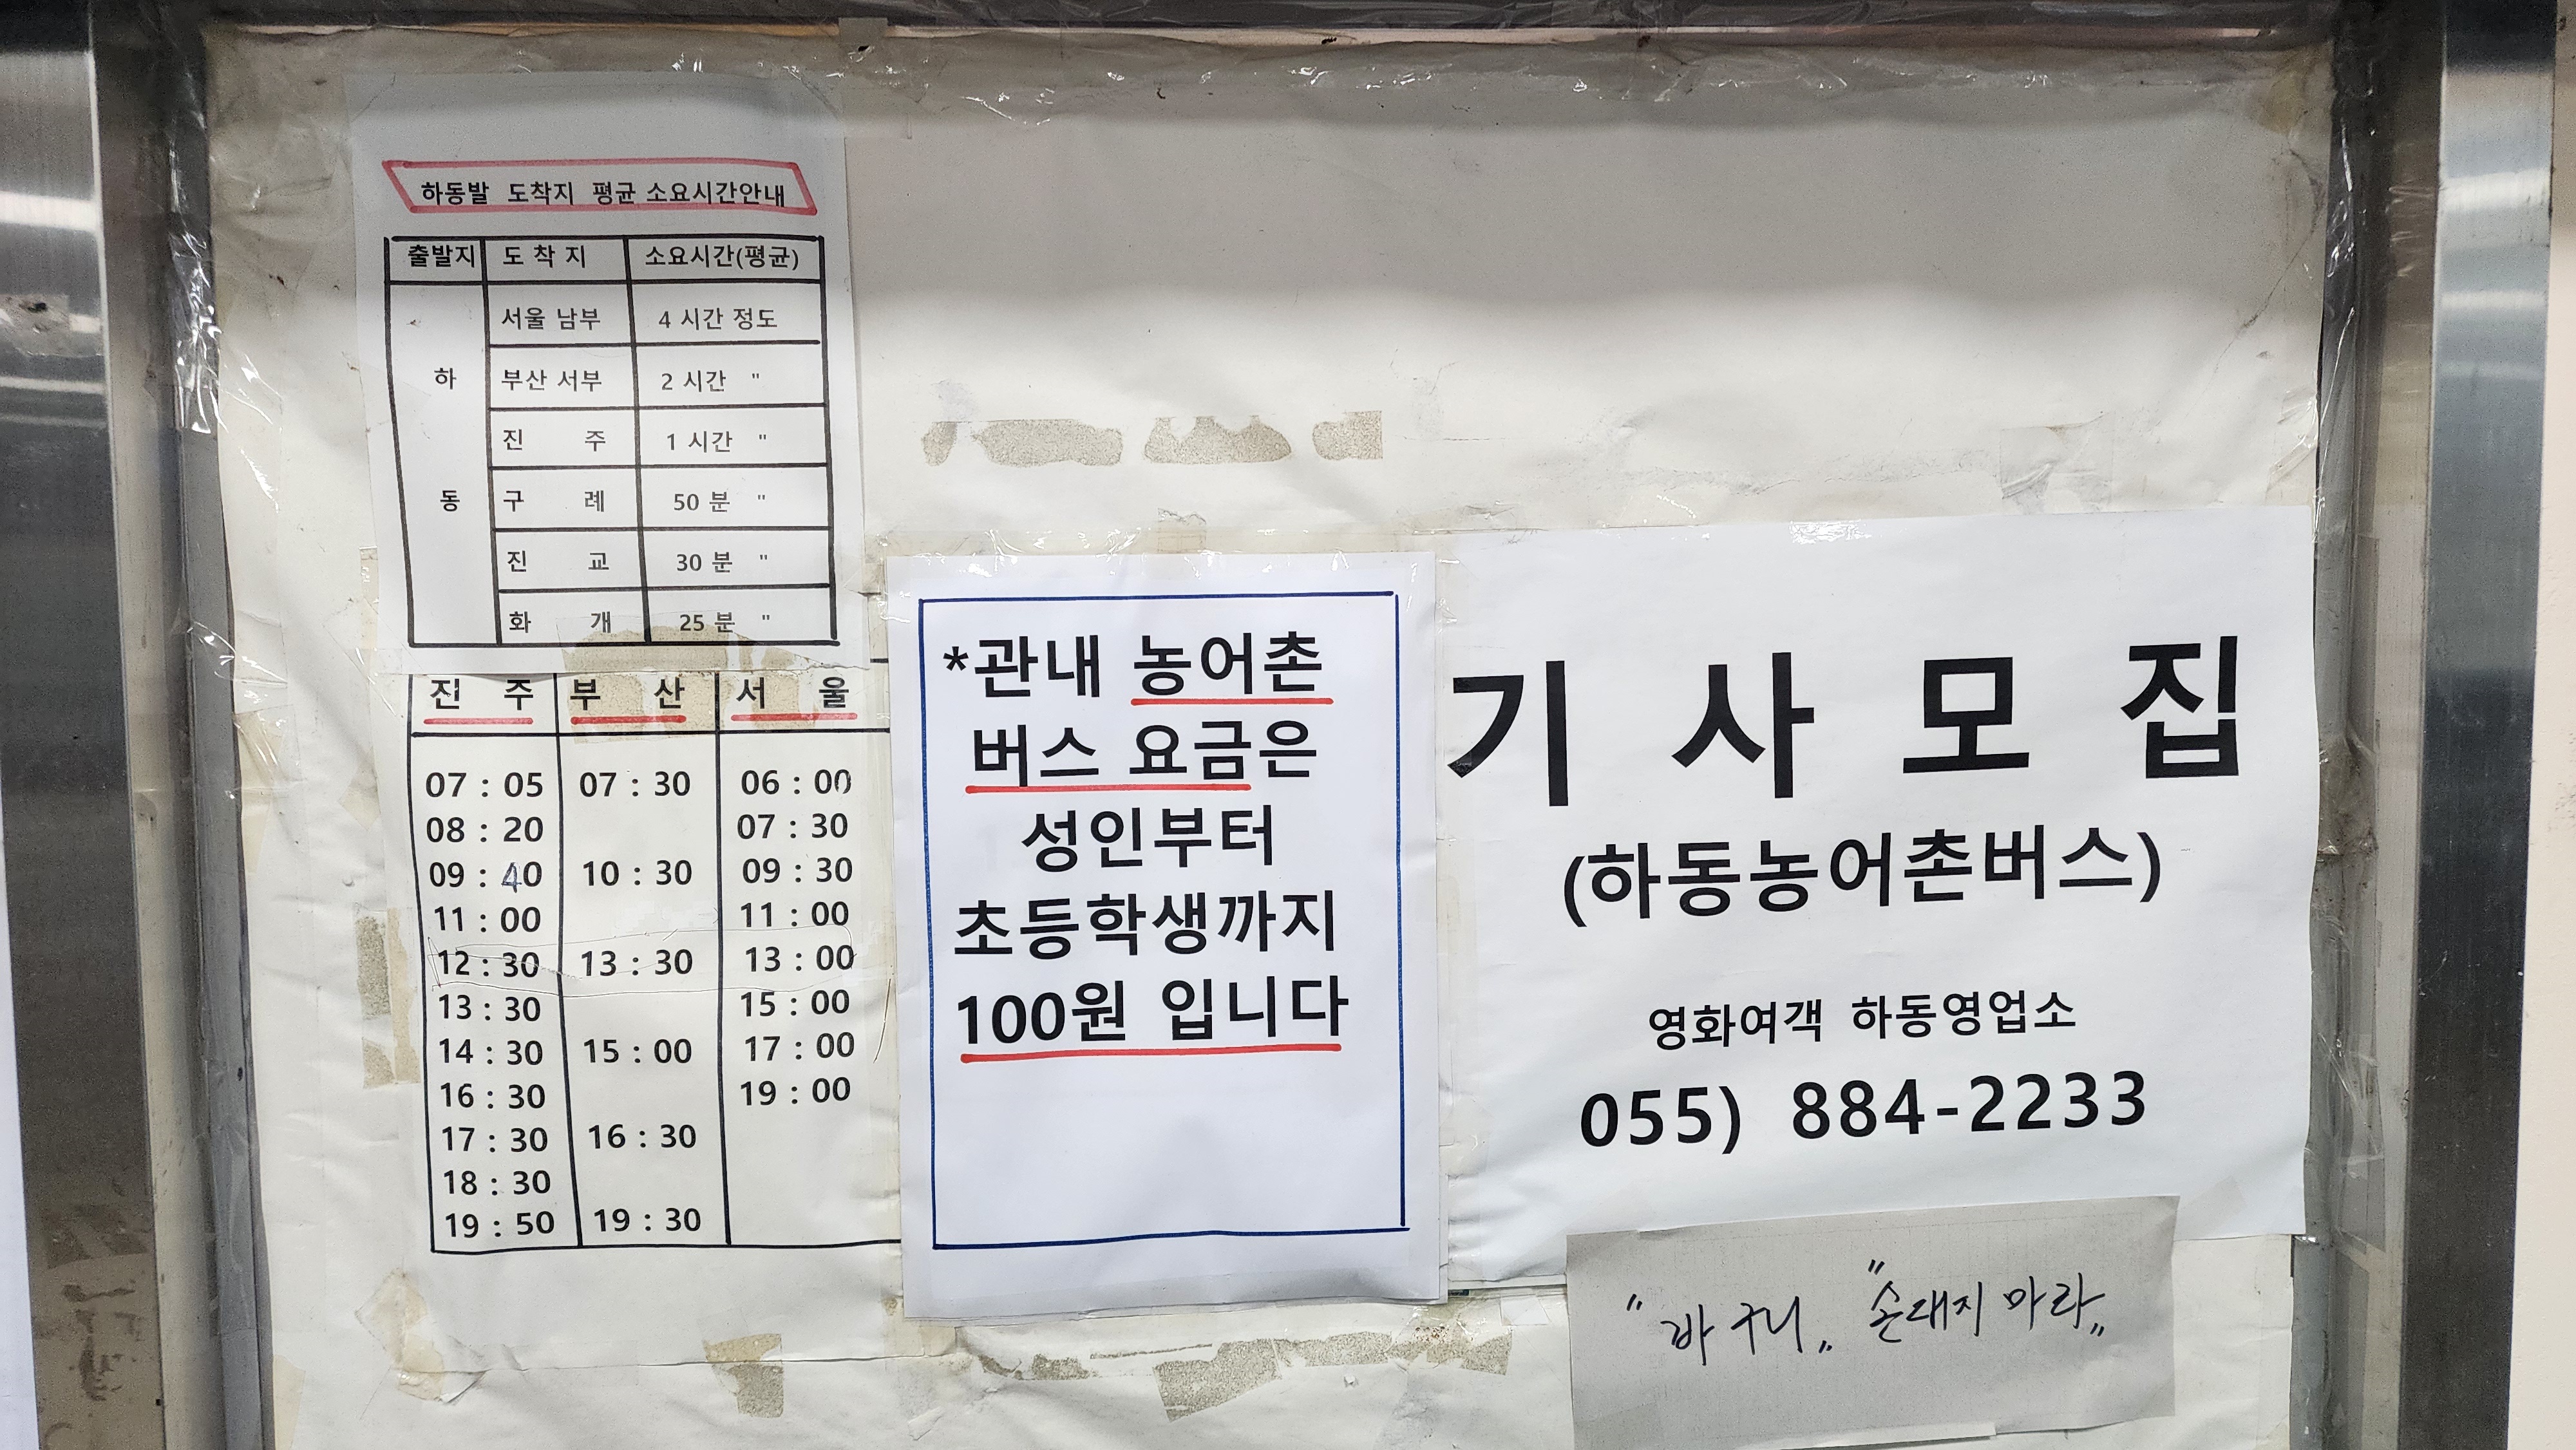 하동발 도착지 평균 소요시간안내
출발지 도 착 지 소요시간(평균)
하 동
서울 남부 4 시간 정도
부산 서부 2 시간 "
진 주 1 시간 "
구 례 50 분 "
진 교 30 분 "
화 개 25 분 "
진 주 부 산 서 울
07 : 05 07 : 30 06 : 00
08 : 20 07 : 30
09 : 40 10 : 30 09 : 30
11 : 00 11 : 00
12 : 30 13 : 30 13 : 00
13 : 30 15 : 00
14 : 30 15 : 00 17 : 00
16 : 30 19 : 00
17 : 30 16 : 30
18 : 30
19 : 50 19 : 30
*관내 농어촌
버스 요금은
성인부터
초등학생까지
100원 입니다
기 사 모 집
(하동농어촌버스)
영화여객 하동영업소
055) 884-2233
"바구니" "손대지 마라"